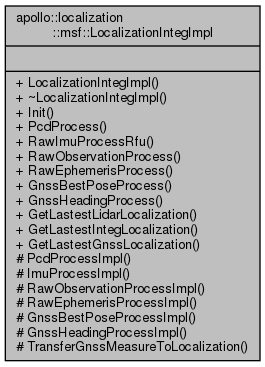 apollo::localization
::msf::LocalizationIntegImpl
+ LocalizationIntegImpl()
+ ~LocalizationIntegImpl()
+ Init()
+ PcdProcess()
+ RawImuProcessRfu()
+ RawObservationProcess()
+ RawEphemerisProcess()
+ GnssBestPoseProcess()
+ GnssHeadingProcess()
+ GetLastestLidarLocalization()
+ GetLastestIntegLocalization()
+ GetLastestGnssLocalization()
# PcdProcessImpl()
# ImuProcessImpl()
# RawObservationProcessImpl()
# RawEphemerisProcessImpl()
# GnssBestPoseProcessImpl()
# GnssHeadingProcessImpl()
# TransferGnssMeasureToLocalization()